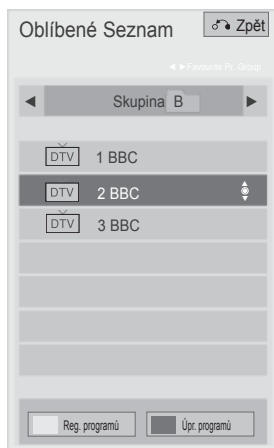 Oblíbené Seznam
Zpět
◄ ►Favourite Pr. Group
◄ Skupina B ►
DTV 1 BBC
DTV 2 BBC
DTV 3 BBC
Reg. programů
Úpr. programů